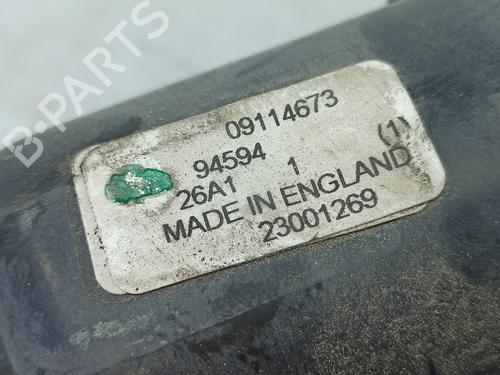 B-PARTS
09114673
94594
26A1 1 (1)
MADE IN ENGLAND
23001269